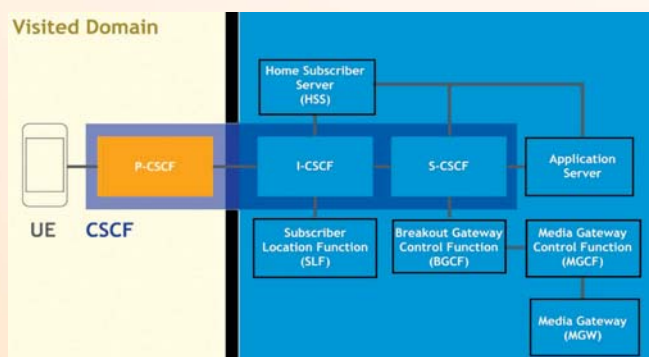 Visited Domain
Home Subscriber
Server
(HSS)
P-CSCF
I-CSCF
S-CSCF
Application
Server
UE
CSCF
Subscriber
Location Function
(SLF)
Breakout Gateway
Control Function
(BGCF)
Media Gateway
Control Function
(MGCF)
Media Gateway
(MGW)